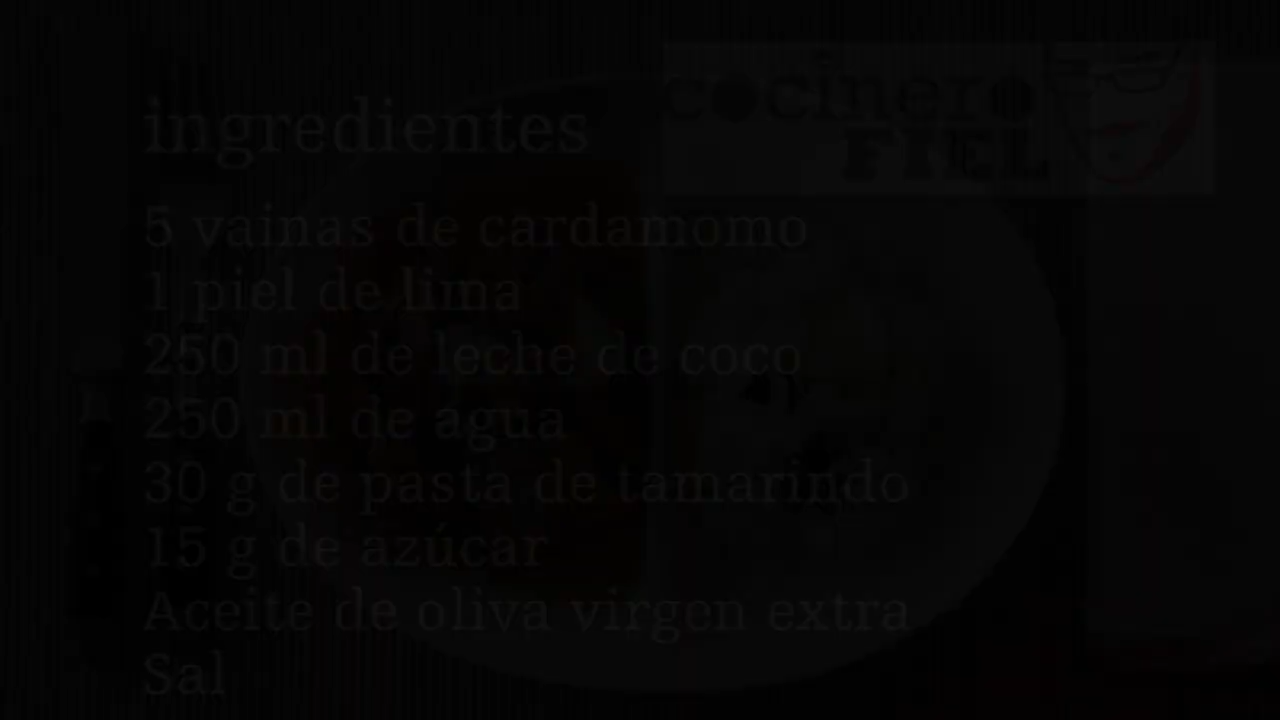 cocinero
FIEL
ingredientes
5 vainas de cardamomo
1 piel de lima
250 ml de leche de coco
250 ml de agua
30 g de pasta de tamarindo
15 g de azúcar
Aceite de oliva virgen extra
Sal